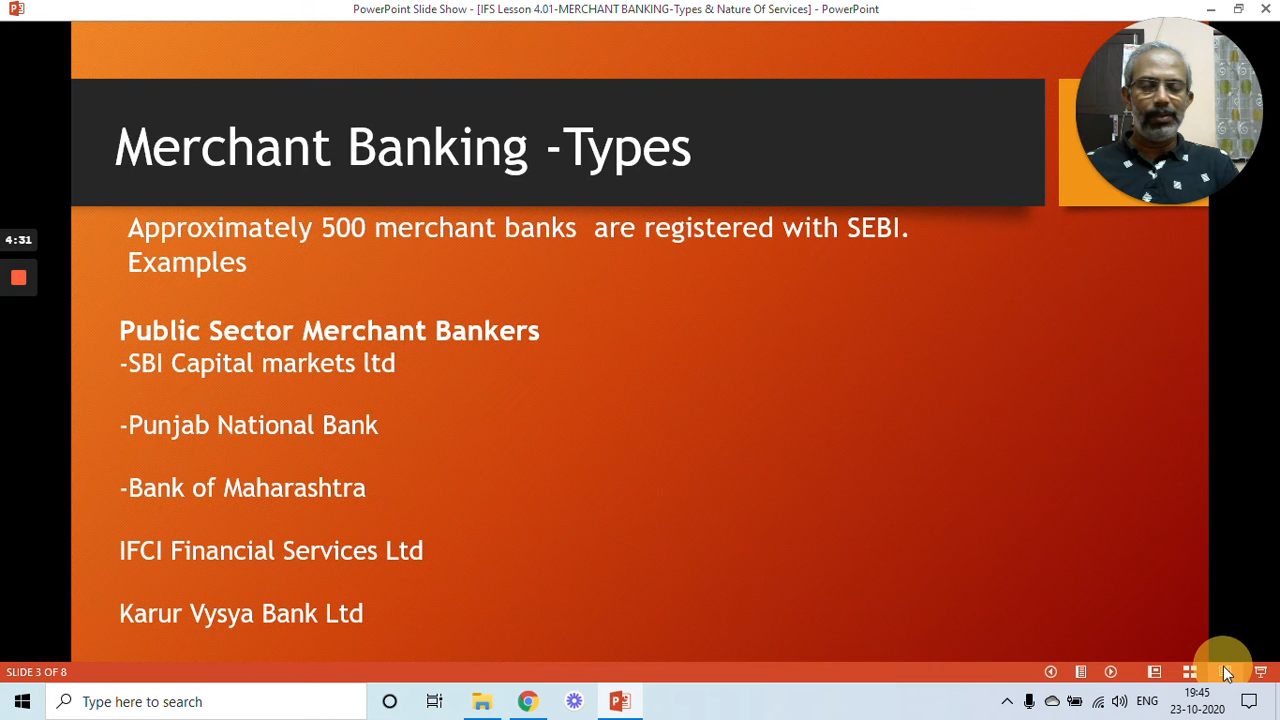 PowerPoint Slide Show - [IFS Lesson 4.01-MERCHANT BANKING-Types & Nature Of Services] - PowerPoint
Merchant Banking -Types
Approximately 500 merchant banks are registered with SEBI.
Examples
4:31
Public Sector Merchant Bankers
-SBI Capital markets ltd
-Punjab National Bank
-Bank of Maharashtra
IFCI Financial Services Ltd
Karur Vysya Bank Ltd
SLIDE 3 OF 8
Type here to search
ENG
19:45
23-10-2020